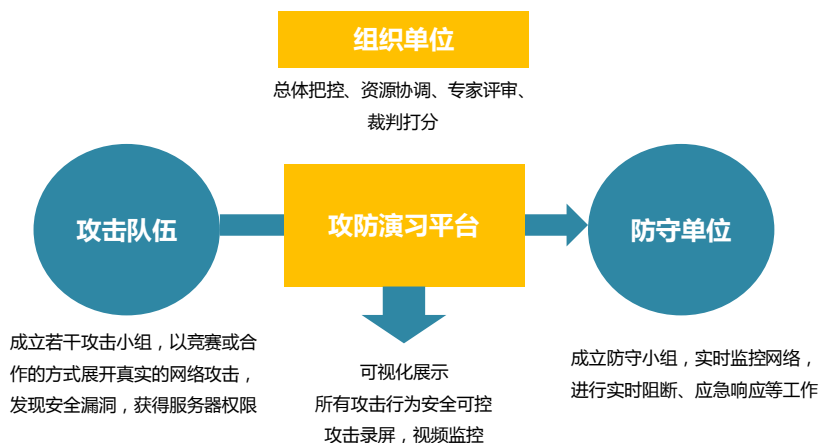 组织单位
总体把控、资源协调、专家评审、
裁判打分
攻击队伍
攻防演习平台
防守单位
成立若干攻击小组，以竞赛或合
作的方式展开真实的网络攻击，
发现安全漏洞，获得服务器权限
可视化展示
所有攻击行为安全可控
攻击录屏，视频监控
成立防守小组，实时监控网络，
进行实时阻断、应急响应等工作